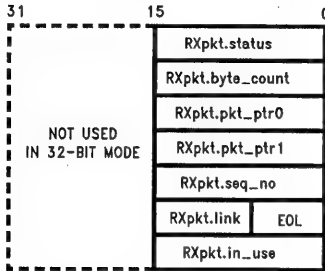 31 15 0
RXpkt.status
RXpkt.byte_count
RXpkt.pkt_ptr0
RXpkt.pkt_ptr1
NOT USED
IN 32-BIT MODE
RXpkt.seq_no
RXpkt.link EOL
RXpkt.in_use